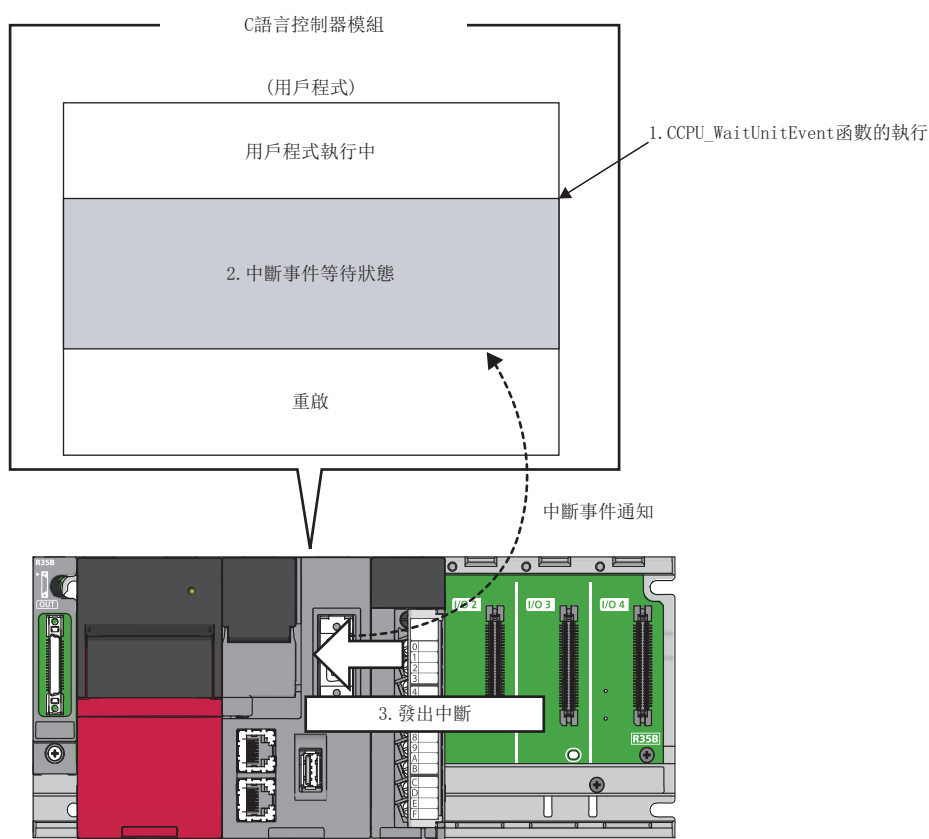 C語言控制器模組
(用戶程式)
用戶程式執行中
1.CCPU_WaitUnitEvent函數的執行
2.中斷事件等待狀態
重啟
中斷事件通知
R35B
OUT
I/O 2
I/O 3
I/O 4
0
1
2
3
4
3.發出中斷
8
9
A
B
C
D
E
F
R35B